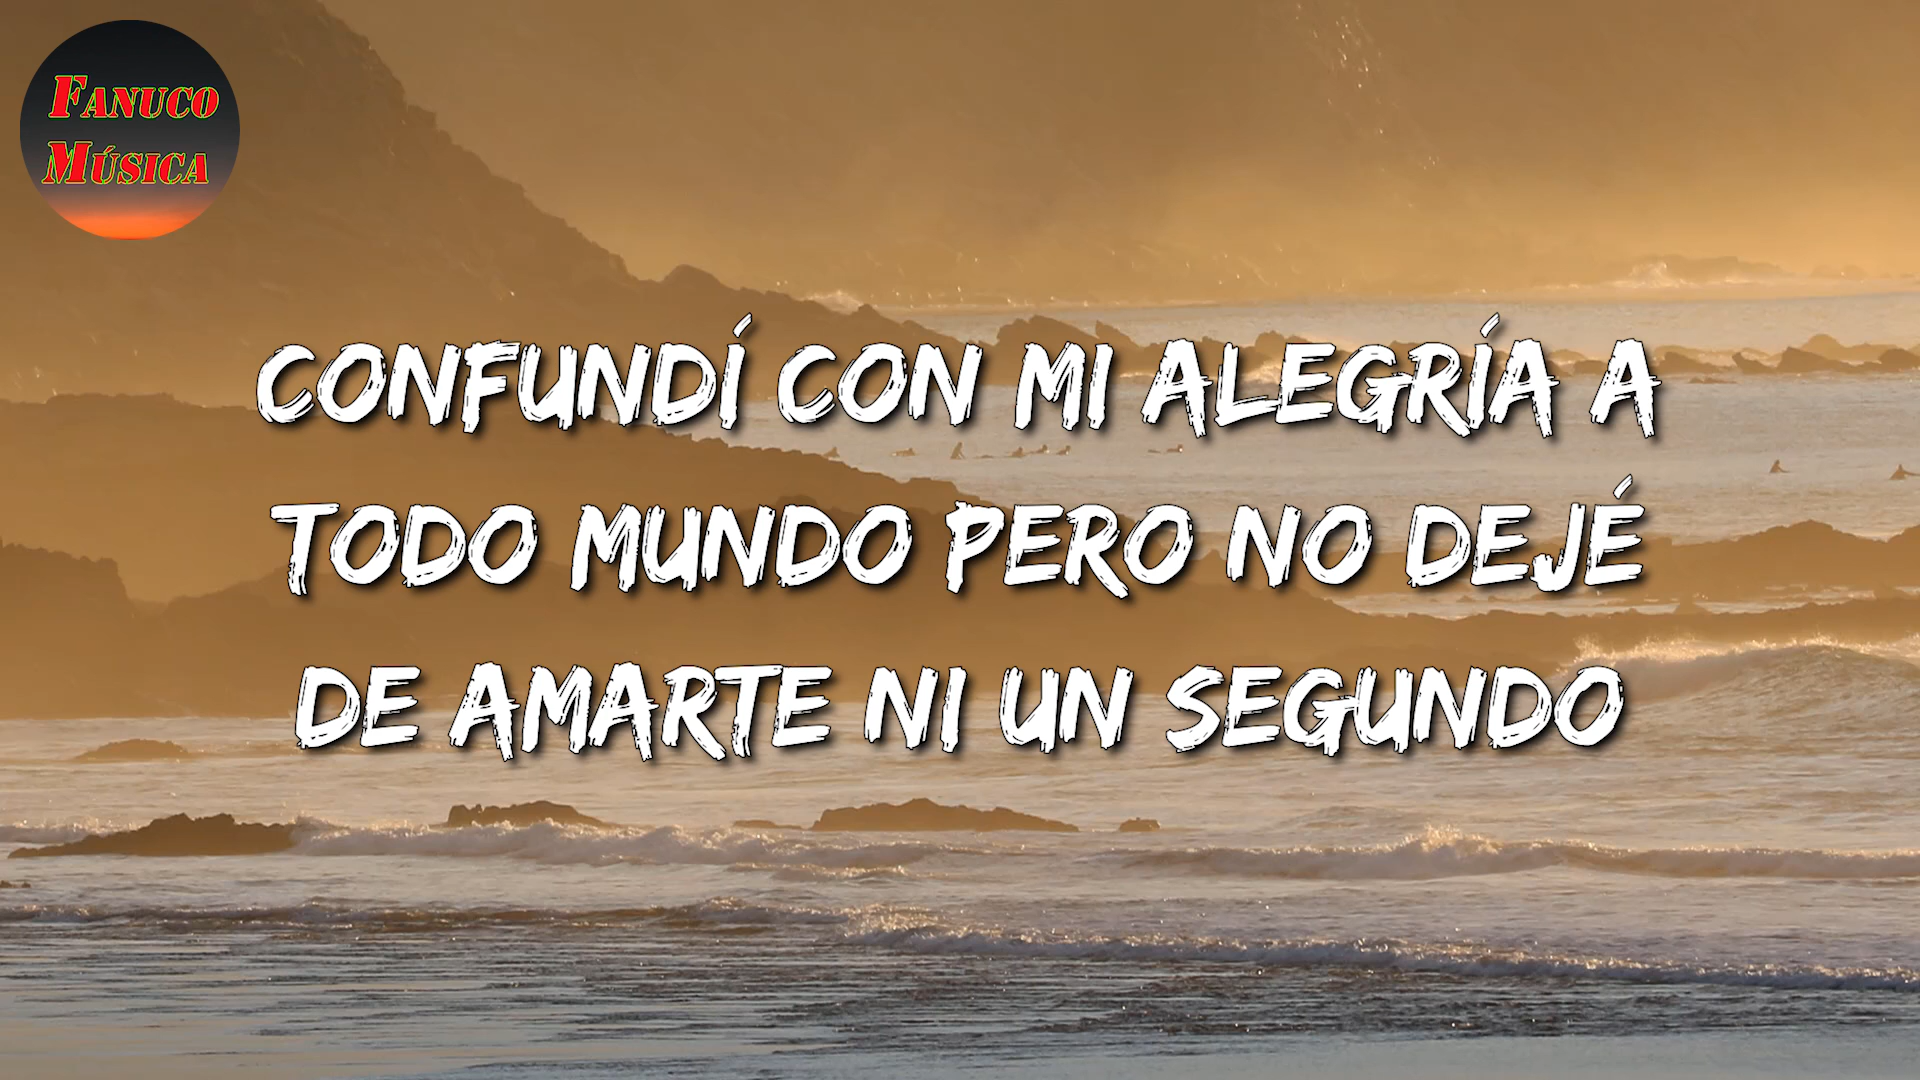 FANUCO
MÚSICA
CONFUNDÍ CON MI ALEGRÍA A
TODO MUNDO PERO NO DEJÉ
DE AMARTE NI UN SEGUNDO